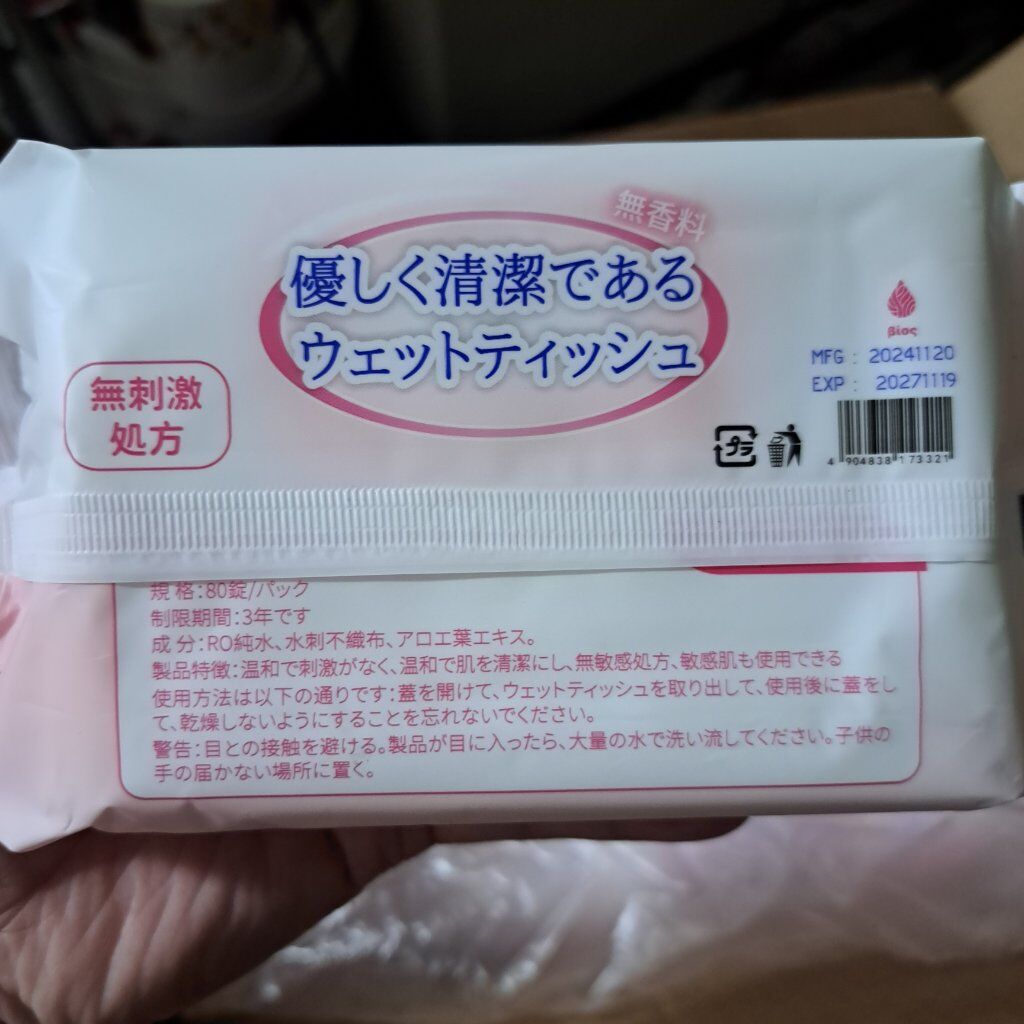 無香料
優しく清潔である
ウェットティッシュ
無刺激
処方
βίος
MFG : 20241120
EXP : 20271119
プラ
4 904838 173321
規 格:80錠/パック
制限期間:3年です
成 分:RO純水、水刺不織布、アロエ葉エキス。
製品特徴:温和で刺激がなく、温和で肌を清潔にし、無敏感処方、敏感肌も使用できる
使用方法は以下の通りです:蓋を開けて、ウェットティッシュを取り出して、使用後に蓋をし
て、乾燥しないようにすることを忘れないでください。
警告:目との接触を避ける。製品が目に入ったら、大量の水で洗い流してください。子供の
手の届かない場所に置く。